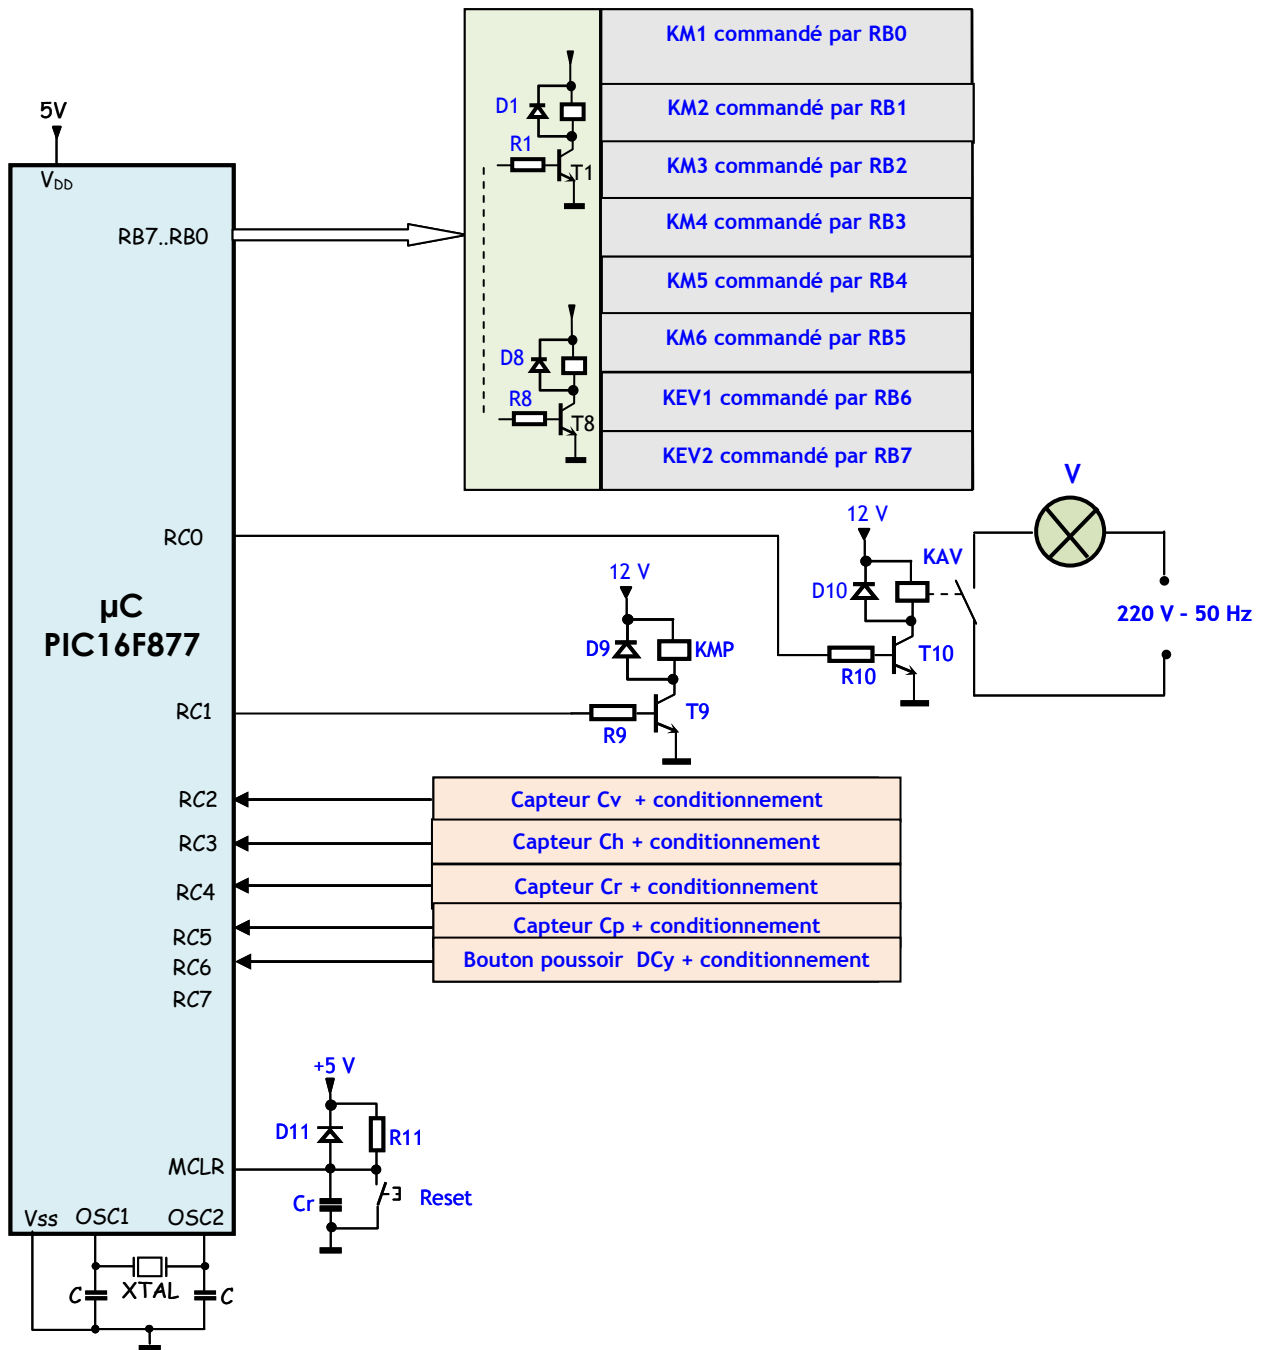 KM1 commandé par RB0
D1
R1
T1
KM2 commandé par RB1
KM3 commandé par RB2
KM4 commandé par RB3
KM5 commandé par RB4
KM6 commandé par RB5
D8
R8
T8
KEV1 commandé par RB6
KEV2 commandé par RB7
5V
VDD
RB7..RB0
RC0
µC
PIC16F877
RC1
RC2
RC3
RC4
RC5
RC6
RC7
MCLR
Vss
OSC1
OSC2
12 V
D9
KMP
T9
R9
12 V
KAV
D10
T10
R10
V
220 V - 50 Hz
Capteur Cv + conditionnement
Capteur Ch + conditionnement
Capteur Cr + conditionnement
Capteur Cp + conditionnement
Bouton poussoir DCy + conditionnement
+5 V
D11
R11
Cr
Reset
C
XTAL
C